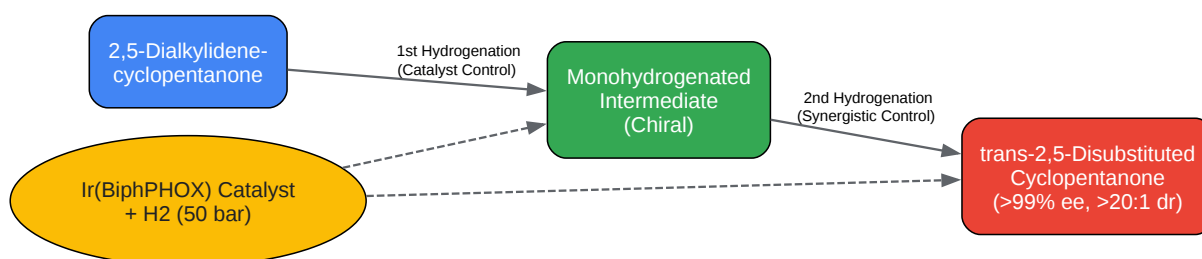 2,5-Dialkylidene-
cyclopentanone
1st Hydrogenation
(Catalyst Control)
Monohydrogenated
Intermediate
(Chiral)
2nd Hydrogenation
(Synergistic Control)
trans-2,5-Disubstituted
Cyclopentanone
(>99% ee, >20:1 dr)
Ir(BiphPHOX) Catalyst
+ H2 (50 bar)